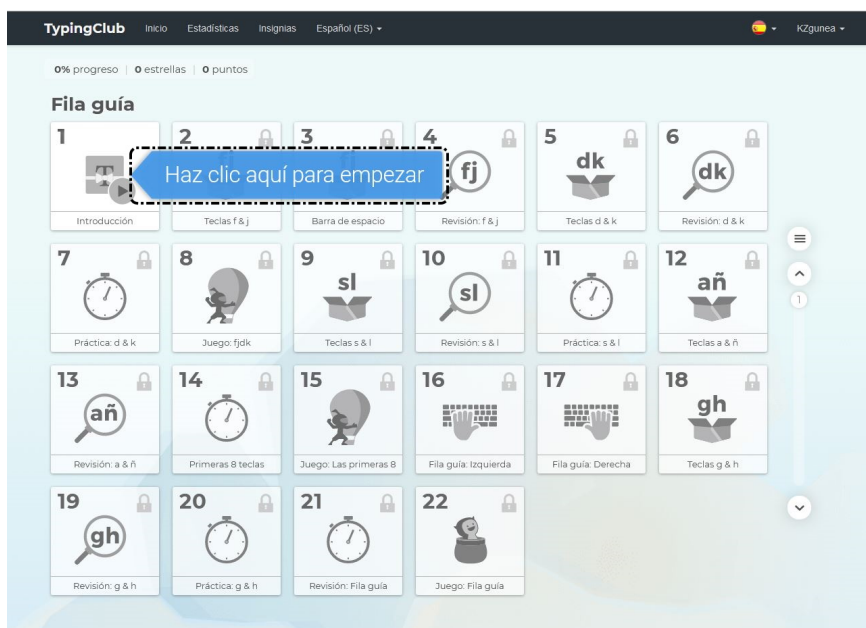 TypingClub Inicio Estadísticas Insignias Español (ES) KZgunea
0% progreso | 0 estrellas | 0 puntos
Fila guía
1 2 3 4 5 6
T fj dk dk
Haz clic aquí para empezar
Introducción Teclas f & j Barra de espacio Revisión: f & j Teclas d & k Revisión: d & k
7 8 9 10 11 12
sl sl añ
1
Práctica: d & k Juego: fjdk Teclas s & l Revisión: s & l Práctica: s & l Teclas a & ñ
13 14 15 16 17 18
añ gh
Revisión: a & ñ Primeras 8 teclas Juego: Las primeras 8 Fila guía: Izquierda Fila guía: Derecha Teclas g & h
19 20 21 22
gh
Revisión: g & h Práctica: g & h Revisión: Fila guía Juego: Fila guía